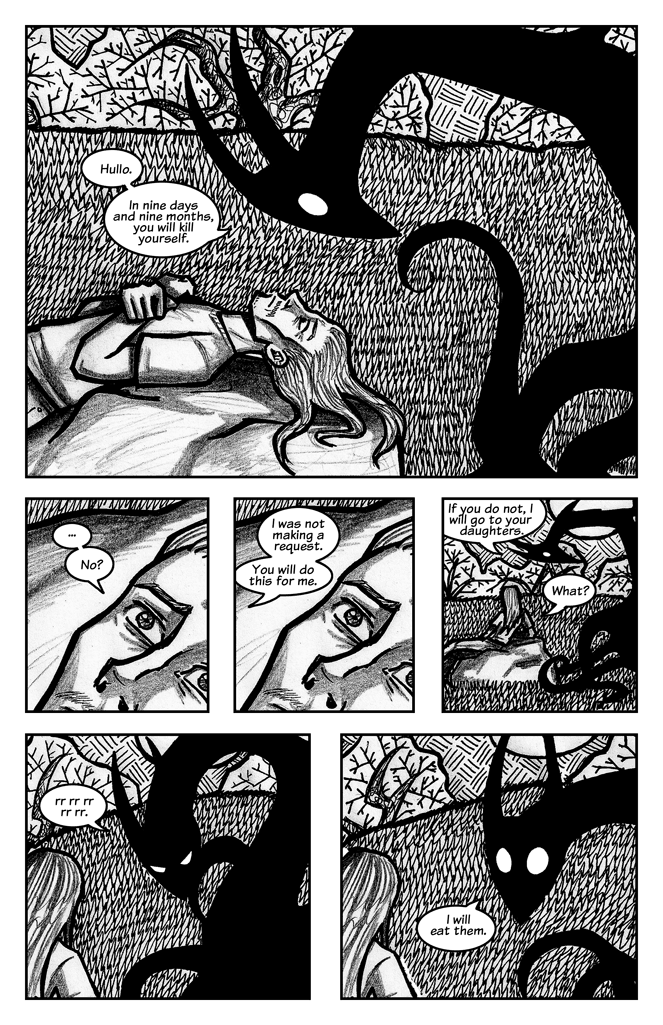 Hullo.
In nine days
and nine months,
you will kill
yourself.
...
No?
I was not
making a
request.
You will do
this for me.
If you do not, I
will go to your
daughters.
What?
rr rr rr
rr rr.
I will
eat them.